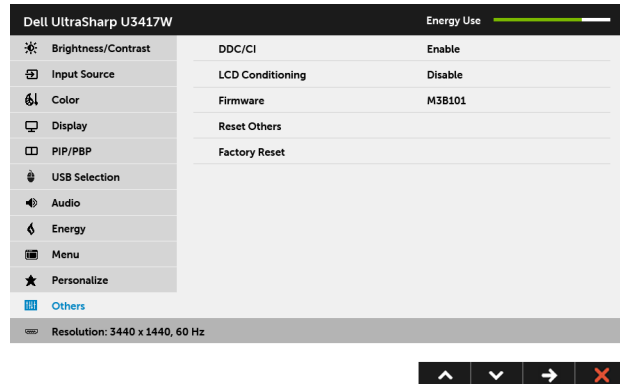 Dell UltraSharp U3417W
Energy Use
Brightness/Contrast
Input Source
Color
Display
PIP/PBP
USB Selection
Audio
Energy
Menu
Personalize
Others
DDC/CI Enable
LCD Conditioning Disable
Firmware M3B101
Reset Others
Factory Reset
Resolution: 3440 x 1440, 60 Hz